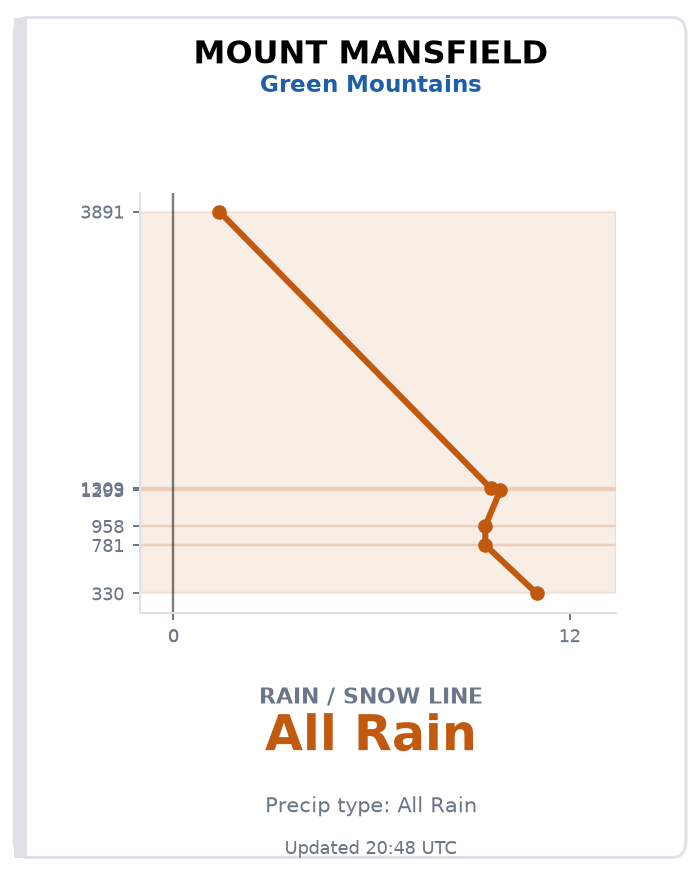 MOUNT MANSFIELD
Green Mountains
3891
958
781
330
0 12
RAIN / SNOW LINE
All Rain
Precip type: All Rain
Updated 20:48 UTC